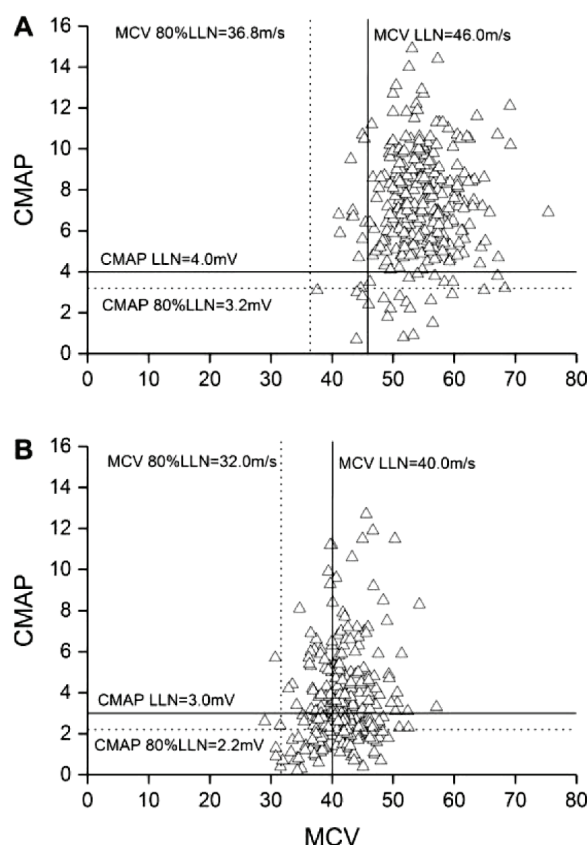 A
16
MCV 80%LLN=36.8m/s MCV LLN=46.0m/s
14
12
10
CMAP
8
6
CMAP LLN=4.0mV
4
CMAP 80%LLN=3.2mV
2
0
0 10 20 30 40 50 60 70 80
B
16
MCV 80%LLN=32.0m/s MCV LLN=40.0m/s
14
12
10
CMAP
8
6
CMAP LLN=3.0mV
4
2
CMAP 80%LLN=2.2mV
0
0 10 20 30 40 50 60 70 80
MCV